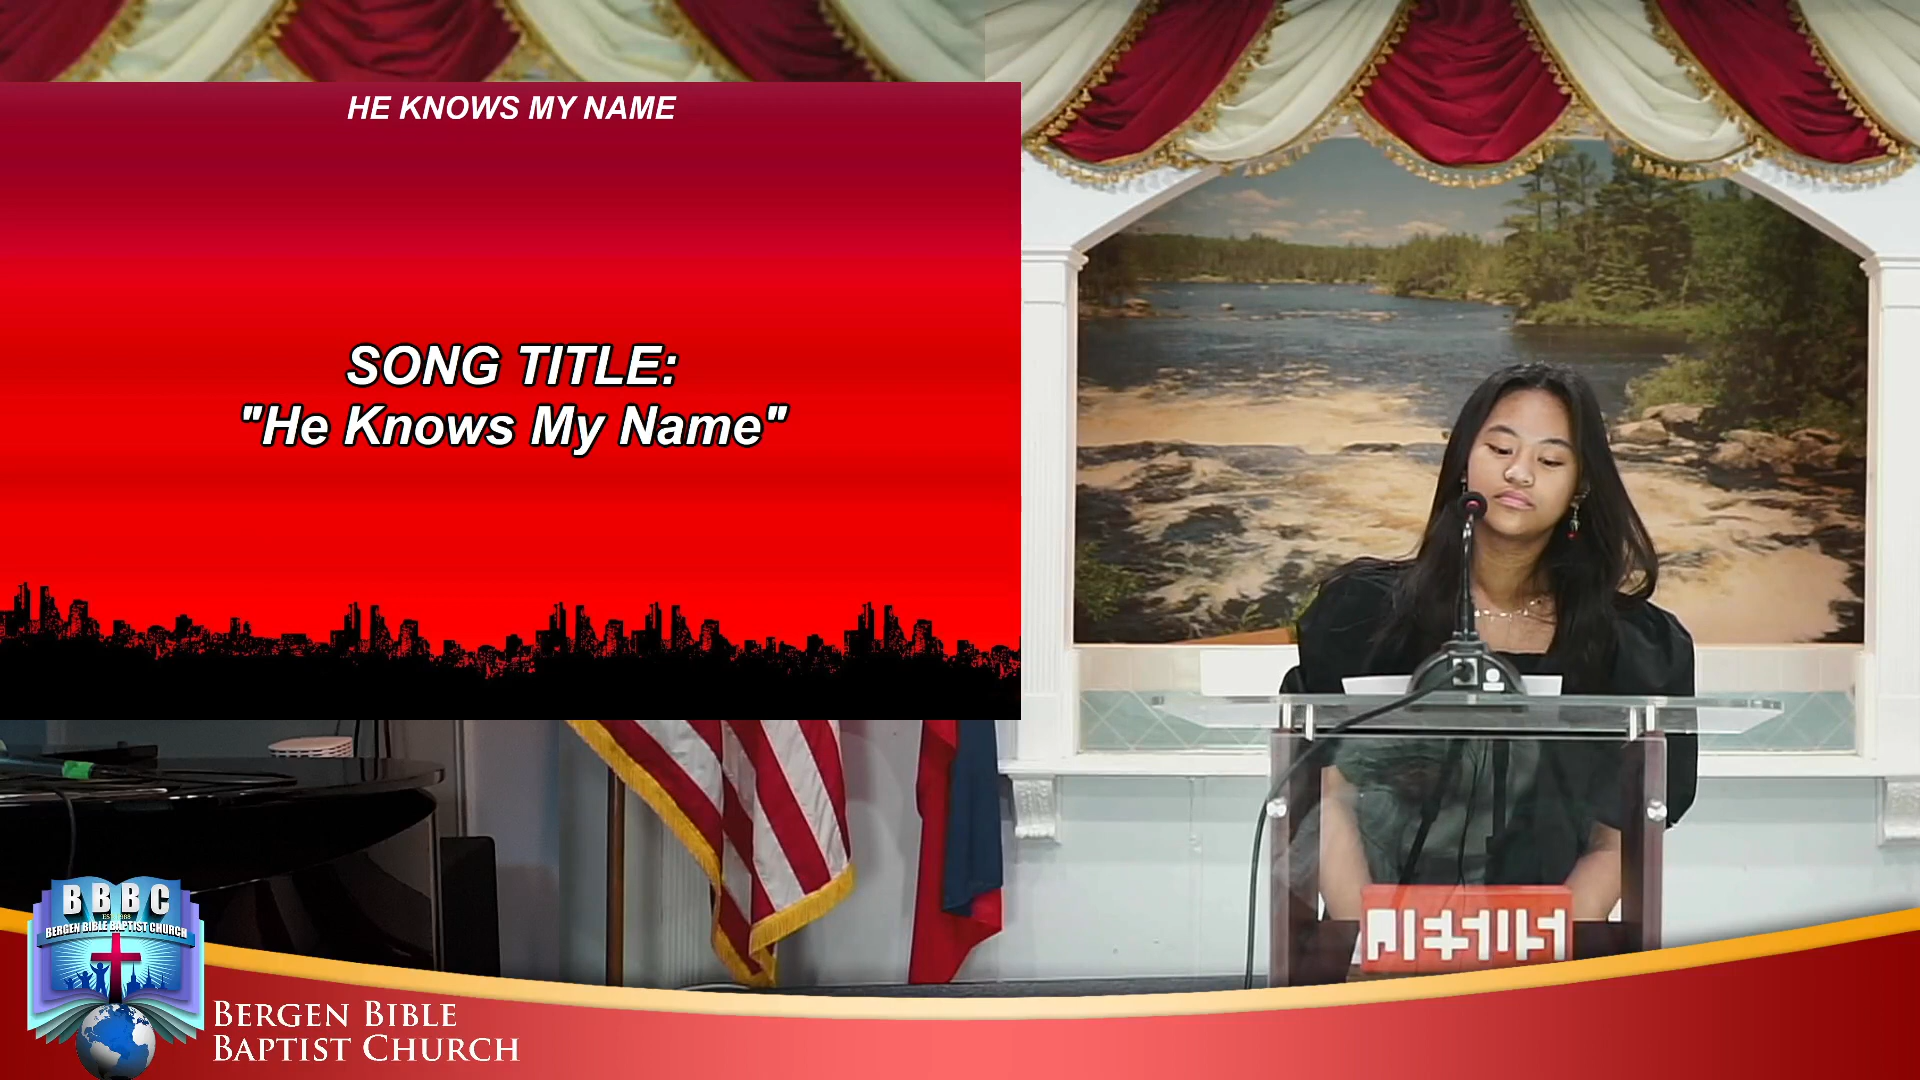 HE KNOWS MY NAME
SONG TITLE:
"He Knows My Name"
BBBC
BERGEN BIBLE BAPTIST CHURCH
BERGEN BIBLE
BAPTIST CHURCH